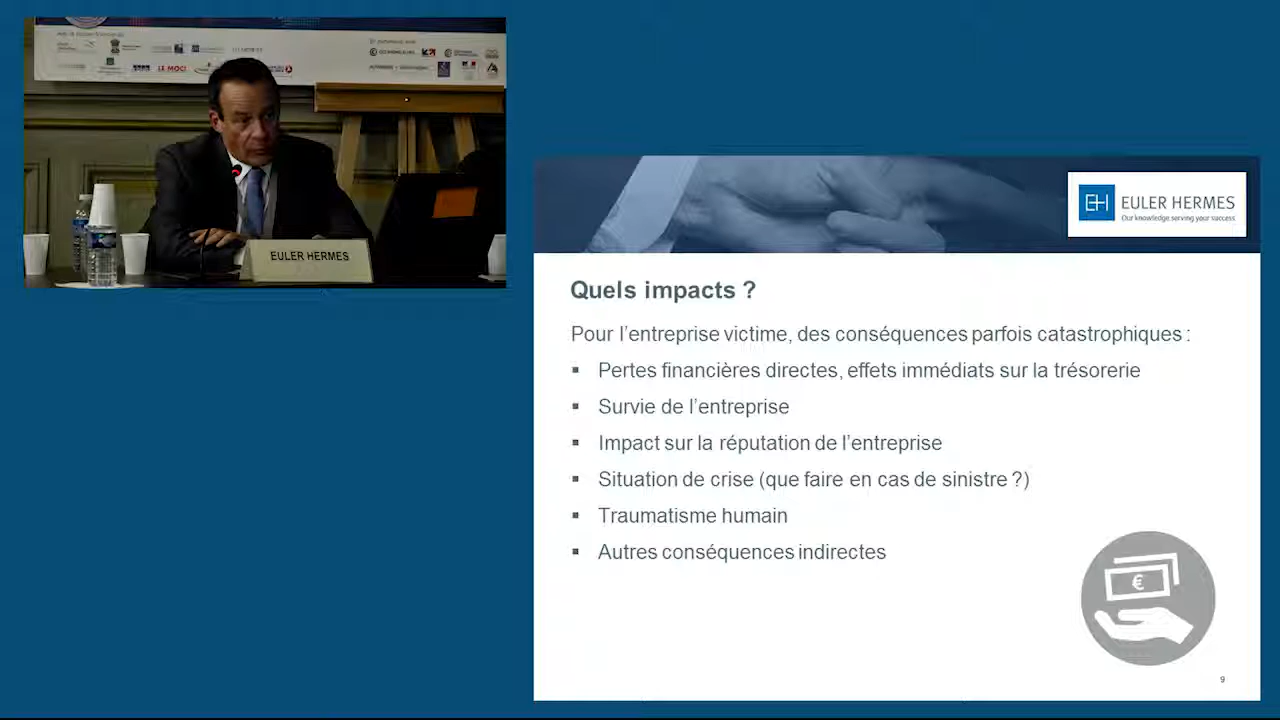 LE MOCI
EULER HERMES
EULER HERMES
Our knowledge serving your success
Quels impacts ?
Pour l’entreprise victime, des conséquences parfois catastrophiques :
Pertes financières directes, effets immédiats sur la trésorerie
Survie de l’entreprise
Impact sur la réputation de l’entreprise
Situation de crise (que faire en cas de sinistre ?)
Traumatisme humain
Autres conséquences indirectes
€
9